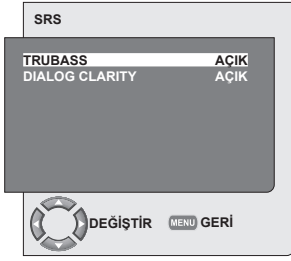 SRS
TRUBASS AÇIK
DIALOG CLARITY AÇIK
DEĞİŞTİR MENU GERİ